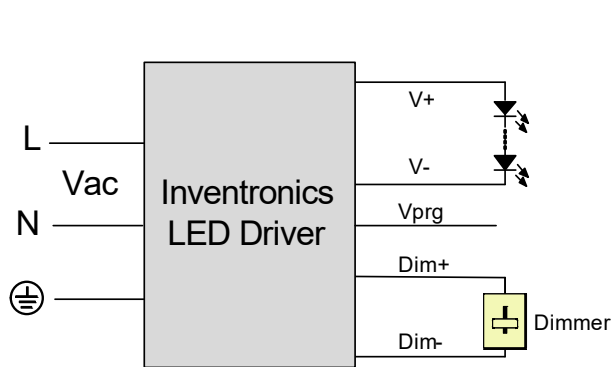 L
Vac
N
Inventronics
LED Driver
V+
V-
Vprg
Dim+
Dim-
Dimmer